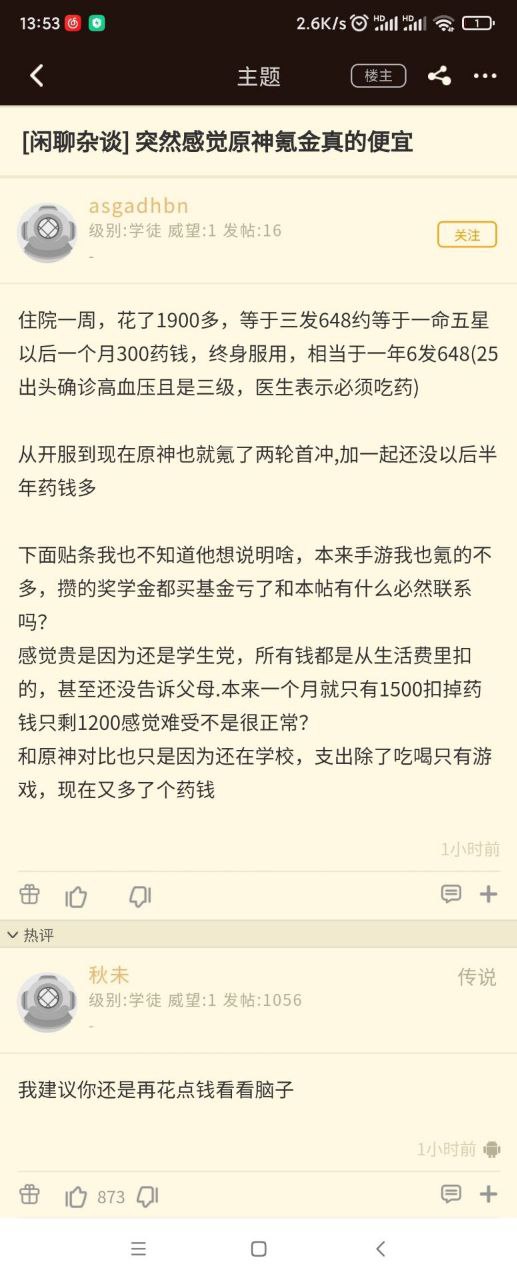 13:53
2.6K/s
HD
HD
1
主题
楼主
[闲聊杂谈] 突然感觉原神氪金真的便宜
asgadhbn
级别:学徒 威望:1 发帖:16
-
关注
住院一周，花了1900多，等于三发648约等于一命五星
以后一个月300药钱，终身服用，相当于一年6发648(25
出头确诊高血压且是三级，医生表示必须吃药)
从开服到现在原神也就氪了两轮首冲,加一起还没以后半
年药钱多
下面贴条我也不知道他想说明啥，本来手游我也氪的不
多，攒的奖学金都买基金亏了和本帖有什么必然联系
吗？
感觉贵是因为还是学生党，所有钱都是从生活费里扣
的，甚至还没告诉父母.本来一个月就只有1500扣掉药
钱只剩1200感觉难受不是很正常？
和原神对比也只是因为还在学校，支出除了吃喝只有游
戏，现在又多了个药钱
1小时前
热评
秋未
传说
级别:学徒 威望:1 发帖:1056
-
我建议你还是再花点钱看看脑子
1小时前
873